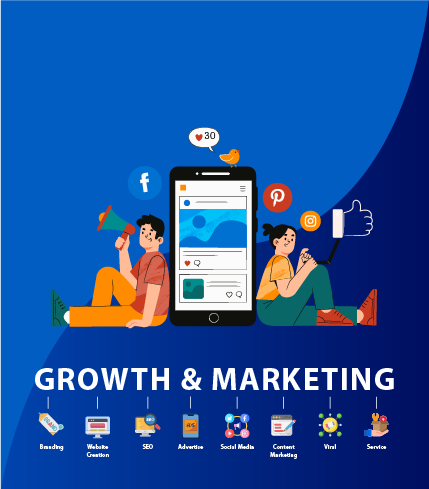 30
GROWTH & MARKETING
Branding
Website
Creation
SEO
Advertise
Social Media
Content
Marketing
Viral
Service